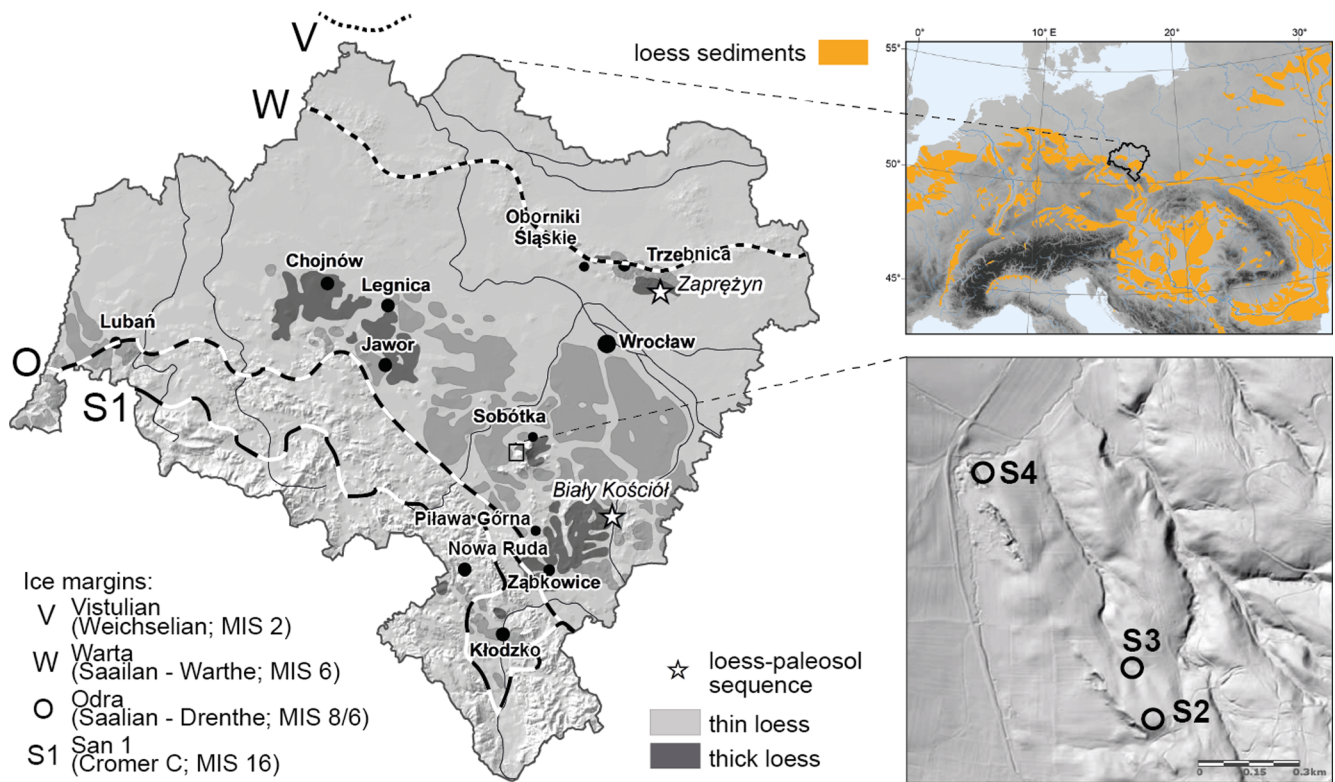 V
W
Oborniki
Śląskie
Trzebnica
Zaprężyn
Chojnów
Legnica
Lubań
Jawor
Wrocław
O
S1
Sobótka
Biały Kościół
Piława Górna
Nowa Ruda
Ząbkowice
Kłodzko
Ice margins:
V Vistulian
(Weichselian; MIS 2)
W Warta
(Saailan - Warthe; MIS 6)
O Odra
(Saalian - Drenthe; MIS 8/6)
S1 San 1
(Cromer C; MIS 16)
loess-paleosol
sequence
thin loess
thick loess
loess sediments
0° 10° E 20° 30°
55°
50°
45°
10° 20°
S4
S3
S2
0 0.15 0.3km